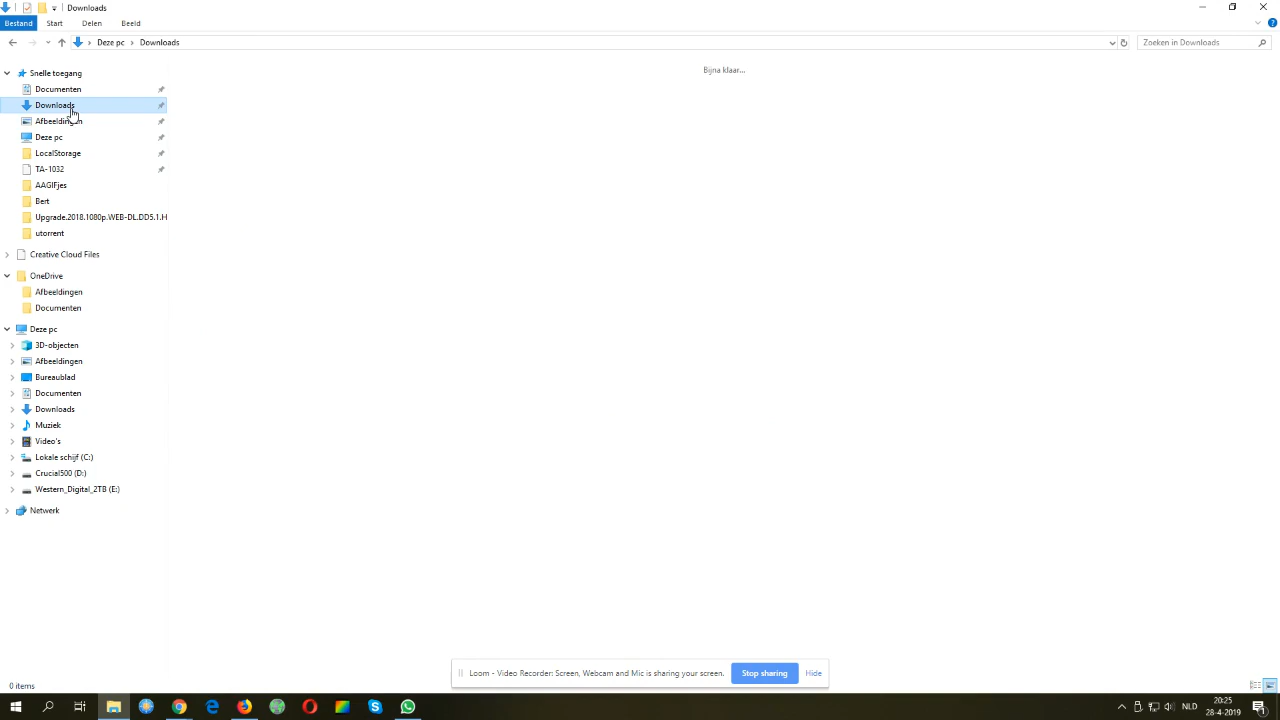 Downloads
Bestand Start Delen Beeld
Deze pc Downloads Zoeken in Downloads
Bijna klaar...
Snelle toegang
Documenten
Downloads
Afbeeldingen
Deze pc
LocalStorage
TA-1032
AAGIFjes
Bert
Upgrade.2018.1080p.WEB-DL.DD5.1.H
utorrent
Creative Cloud Files
OneDrive
Afbeeldingen
Documenten
Deze pc
3D-objecten
Afbeeldingen
Bureaublad
Documenten
Downloads
Muziek
Video's
Lokale schijf (C:)
Crucial500 (D:)
Western_Digital_2TB (E:)
Netwerk
Loom - Video Recorder: Screen, Webcam and Mic is sharing your screen. Stop sharing Hide
0 items
NLD 20:25
28-4-2019